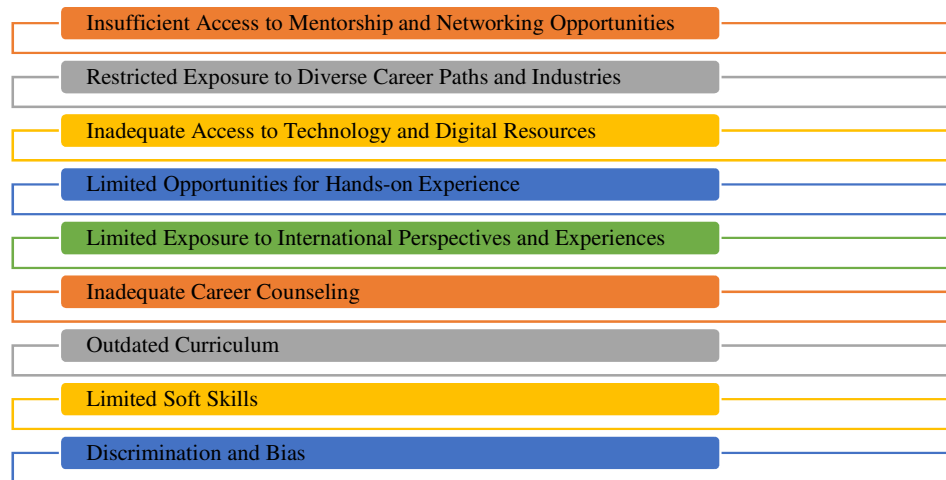 Insufficient Access to Mentorship and Networking Opportunities
Restricted Exposure to Diverse Career Paths and Industries
Inadequate Access to Technology and Digital Resources
Limited Opportunities for Hands-on Experience
Limited Exposure to International Perspectives and Experiences
Inadequate Career Counseling
Outdated Curriculum
Limited Soft Skills
Discrimination and Bias